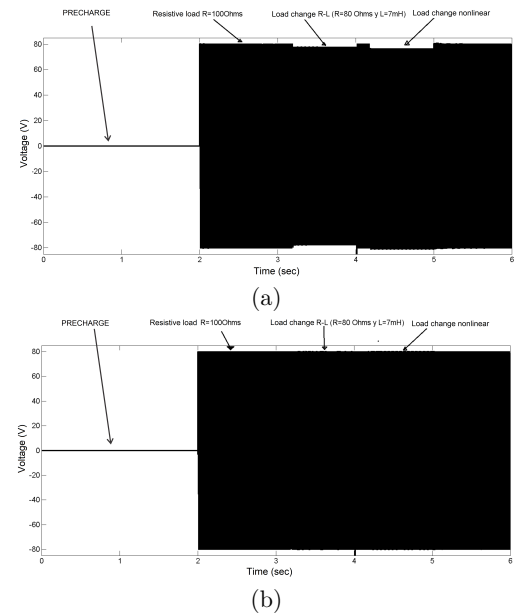 PRECHARGE Resistive load R=100Ohms Load change R-L (R=80 Ohms y L=7mH) Load change nonlinear
80
60
40
20
0
-20
-40
-60
-80
Voltage (V)
0 1 2 3 4 5 6
Time (sec)
(a)
PRECHARGE Resistive load R=100Ohms Load change R-L (R=80 Ohms y L=7mH) Load change nonlinear
80
60
40
20
0
-20
-40
-60
-80
Voltage (V)
0 1 2 3 4 5 6
Time (sec)
(b)